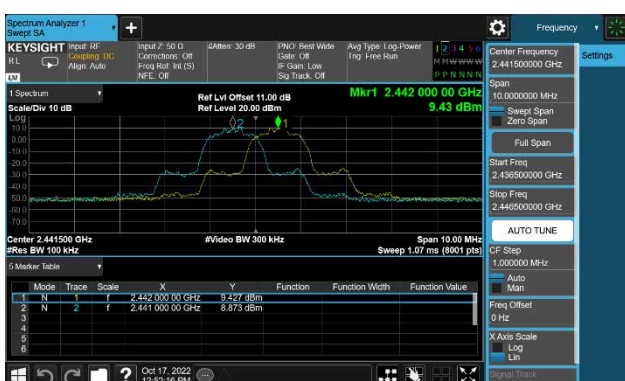 Spectrum Analyzer 1
Swept SA
+
Frequency
KEYSIGHT
RL
Input: RF
Coupling: DC
Align: Auto
Input Z: 50 Ω
Corrections: Off
Freq Ref: Int (S)
NFE: Off
#Atten: 30 dB
PNO: Best Wide
Gate: Off
IF Gain: Low
Sig Track: Off
Avg Type: Log-Power
Trig: Free Run
1 2 3 4 5 6
M M W W W W
P P N N N N
Settings
Center Frequency
2.441500000 GHz
Span
10.0000000 MHz
Swept Span
Zero Span
Full Span
Start Freq
2.436500000 GHz
Stop Freq
2.446500000 GHz
AUTO TUNE
CF Step
1.000000 MHz
Auto
Man
Freq Offset
0 Hz
X Axis Scale
Log
Lin
Signal Track
1 Spectrum
Scale/Div 10 dB
Ref Lvl Offset 11.00 dB
Ref Level 20.00 dBm
Mkr1 2.442 000 00 GHz
9.43 dBm
Log
10.0
0.00
-10.0
-20.0
-30.0
-40.0
-50.0
-60.0
-70.0
2
1
Center 2.441500 GHz
#Res BW 100 kHz
#Video BW 300 kHz
Span 10.00 MHz
Sweep 1.07 ms (8001 pts)
5 Marker Table
Mode Trace Scale X Y Function Function Width Function Value
1 N 1 f 2.442 000 00 GHz 9.427 dBm
2 N 2 f 2.441 000 00 GHz 8.873 dBm
3
4
5
6
?
Oct 17, 2022
12:52:16 PM